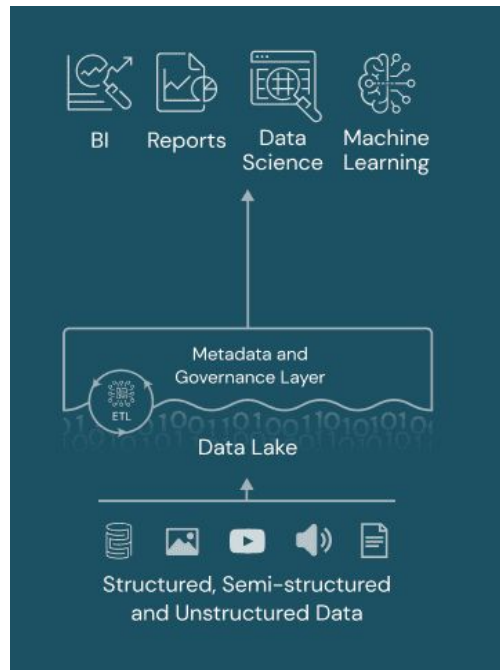 BI
Reports
Data
Science
Machine
Learning
Metadata and
Governance Layer
ETL
Data Lake
Structured, Semi-structured
and Unstructured Data